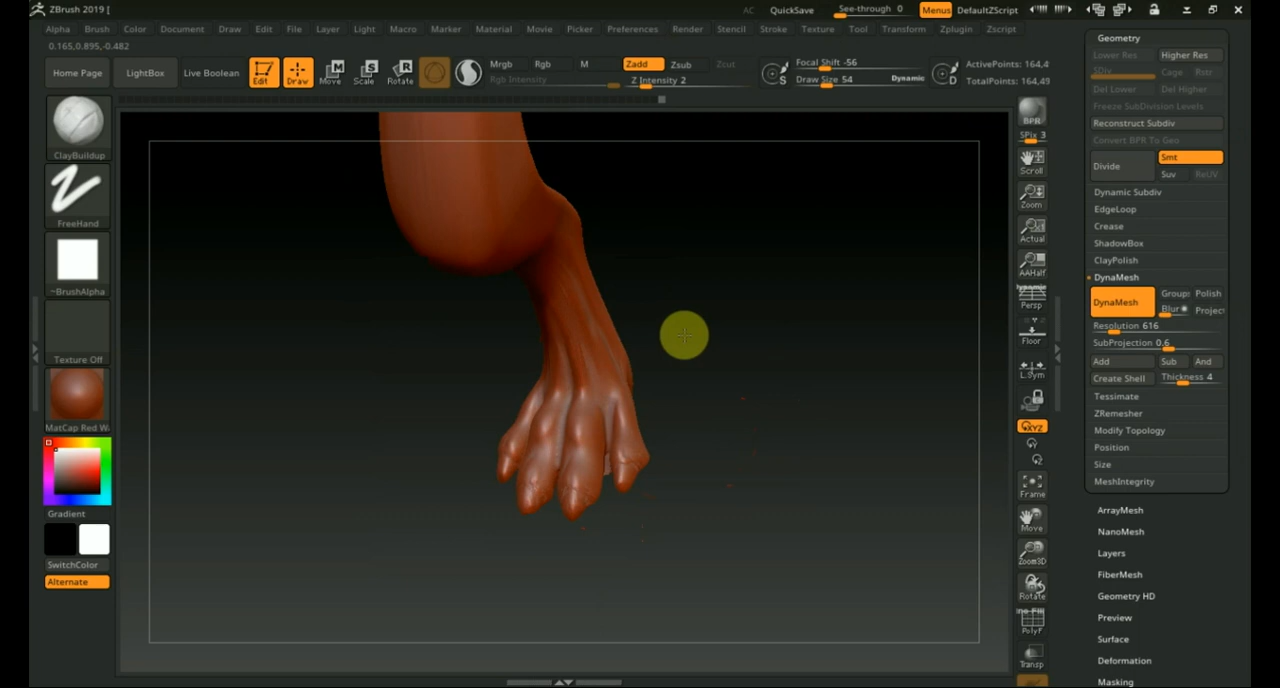 ZBrush 2019 [
AC QuickSave See-through 0 Menus DefaultZScript
Alpha Brush Color Document Draw Edit File Layer Light Macro Marker Material Movie Picker Preferences Render Stencil Stroke Texture Tool Transform Zplugin Zscript
0.165,0.895,-0.482
Home Page LightBox Live Boolean Edit Draw Move Scale Rotate
Mrgb Rgb M Zadd Zsub Zcut
Rgb Intensity Z Intensity 2
Focal Shift -56
Draw Size 54 Dynamic
ActivePoints: 164,4
TotalPoints: 164,49
ClayBuildup
FreeHand
~BrushAlpha
Texture Off
MatCap Red W
Gradient
SwitchColor
Alternate
BPR
SPix 3
Scroll
Zoom
Actual
AAHalf
Persp
Floor
L.Sym
XYZ
Frame
Move
Zoom3D
Rotate
PolyF
Transp
Geometry
Lower Res Higher Res
SDiv Cage Rstr
Del Lower Del Higher
Freeze SubDivision Levels
Reconstruct Subdiv
Convert BPR To Geo
Divide Smt
Suv ReUV
Dynamic Subdiv
EdgeLoop
Crease
ShadowBox
ClayPolish
DynaMesh
DynaMesh Groups Polish
Blur Project
Resolution 616
SubProjection 0.6
Add Sub And
Create Shell Thickness 4
Tessimate
ZRemesher
Modify Topology
Position
Size
MeshIntegrity
ArrayMesh
NanoMesh
Layers
FiberMesh
Geometry HD
Preview
Surface
Deformation
Masking